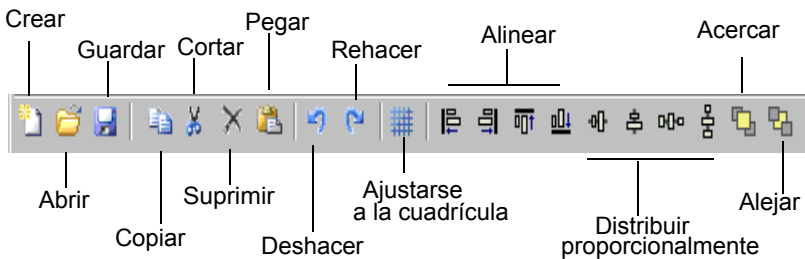 Crear
Guardar
Cortar
Pegar
Rehacer
Alinear
Acercar
Abrir
Copiar
Suprimir
Deshacer
Ajustarse
a la cuadrícula
Distribuir
proporcionalmente
Alejar